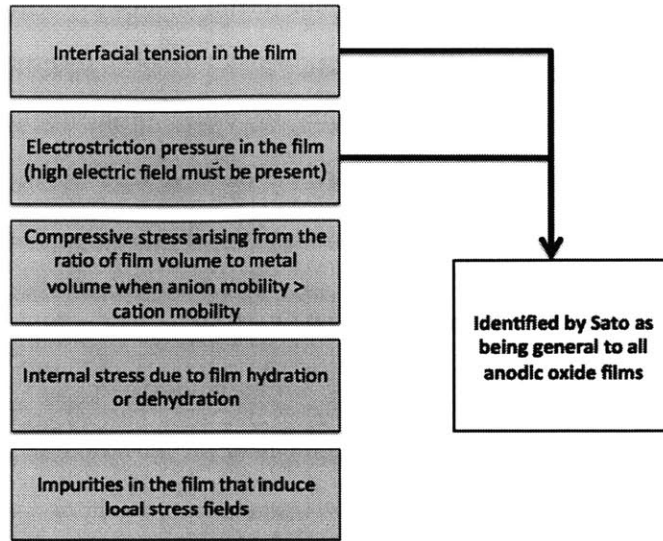 Interfacial tension in the film
Electrostriction pressure in the film
(high electric field must be present)
Compressive stress arising from the
ratio of film volume to metal
volume when anion mobility >
cation mobility
Internal stress due to film hydration
or dehydration
Impurities in the film that induce
local stress fields
Identified by Sato as
being general to all
anodic oxide films